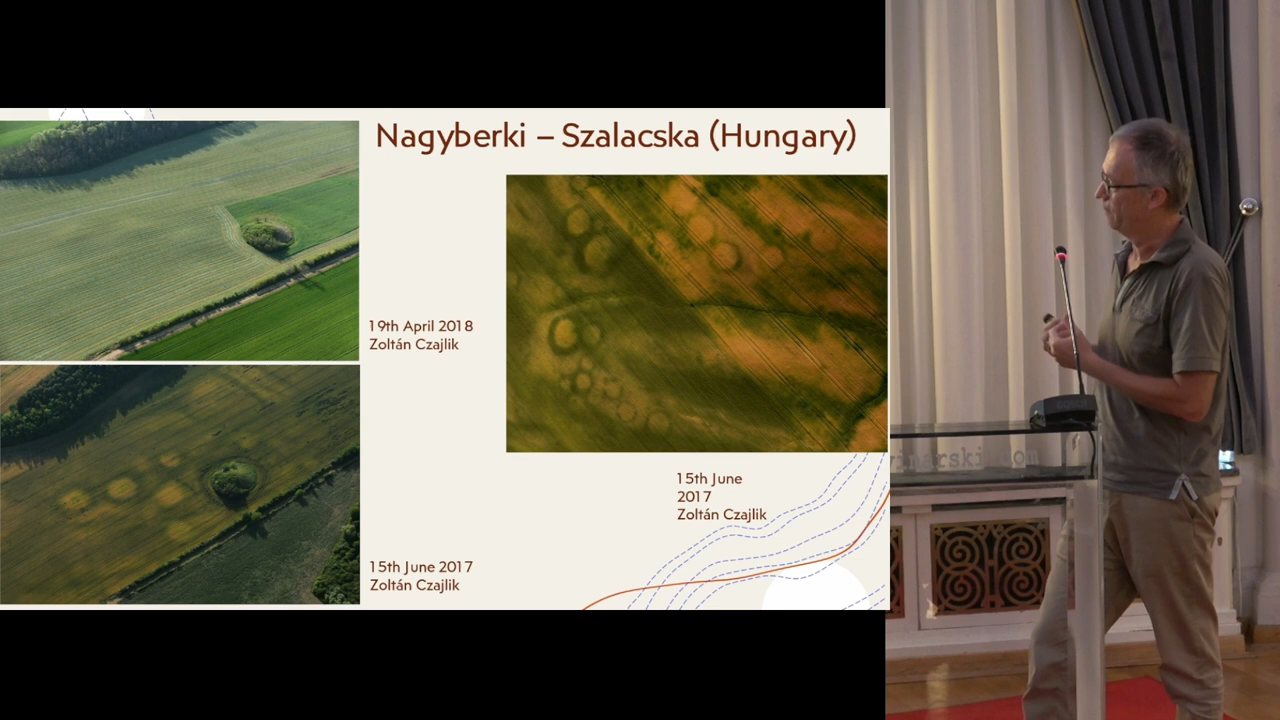 Nagyberki – Szalacska (Hungary)
19th April 2018
Zoltán Czajlik
15th June
2017
Zoltán Czajlik
15th June 2017
Zoltán Czajlik